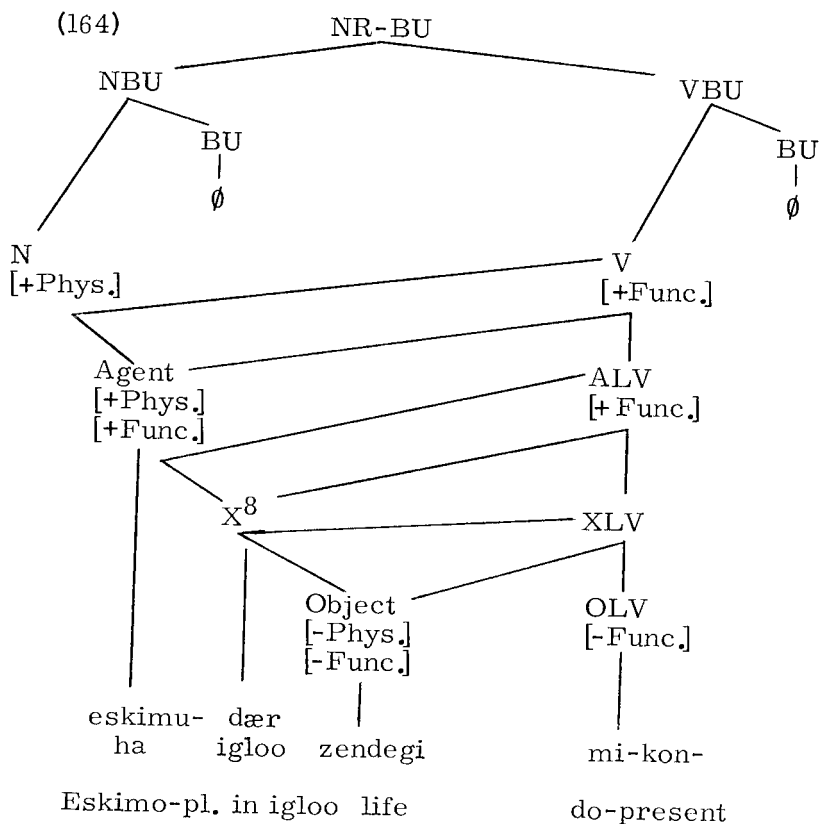 (164) NR-BU
NBU VBU
BU BU
∅ ∅
N V
[+Phys.] [+Func.]
Agent ALV
[+Phys.] [+Func.]
[+Func.]
X⁸ XLV
Object OLV
[-Phys.] [-Func.]
[-Func.]
eskimu- dær
ha igloo zendegi mi-kon-
Eskimo-pl. in igloo life do-present